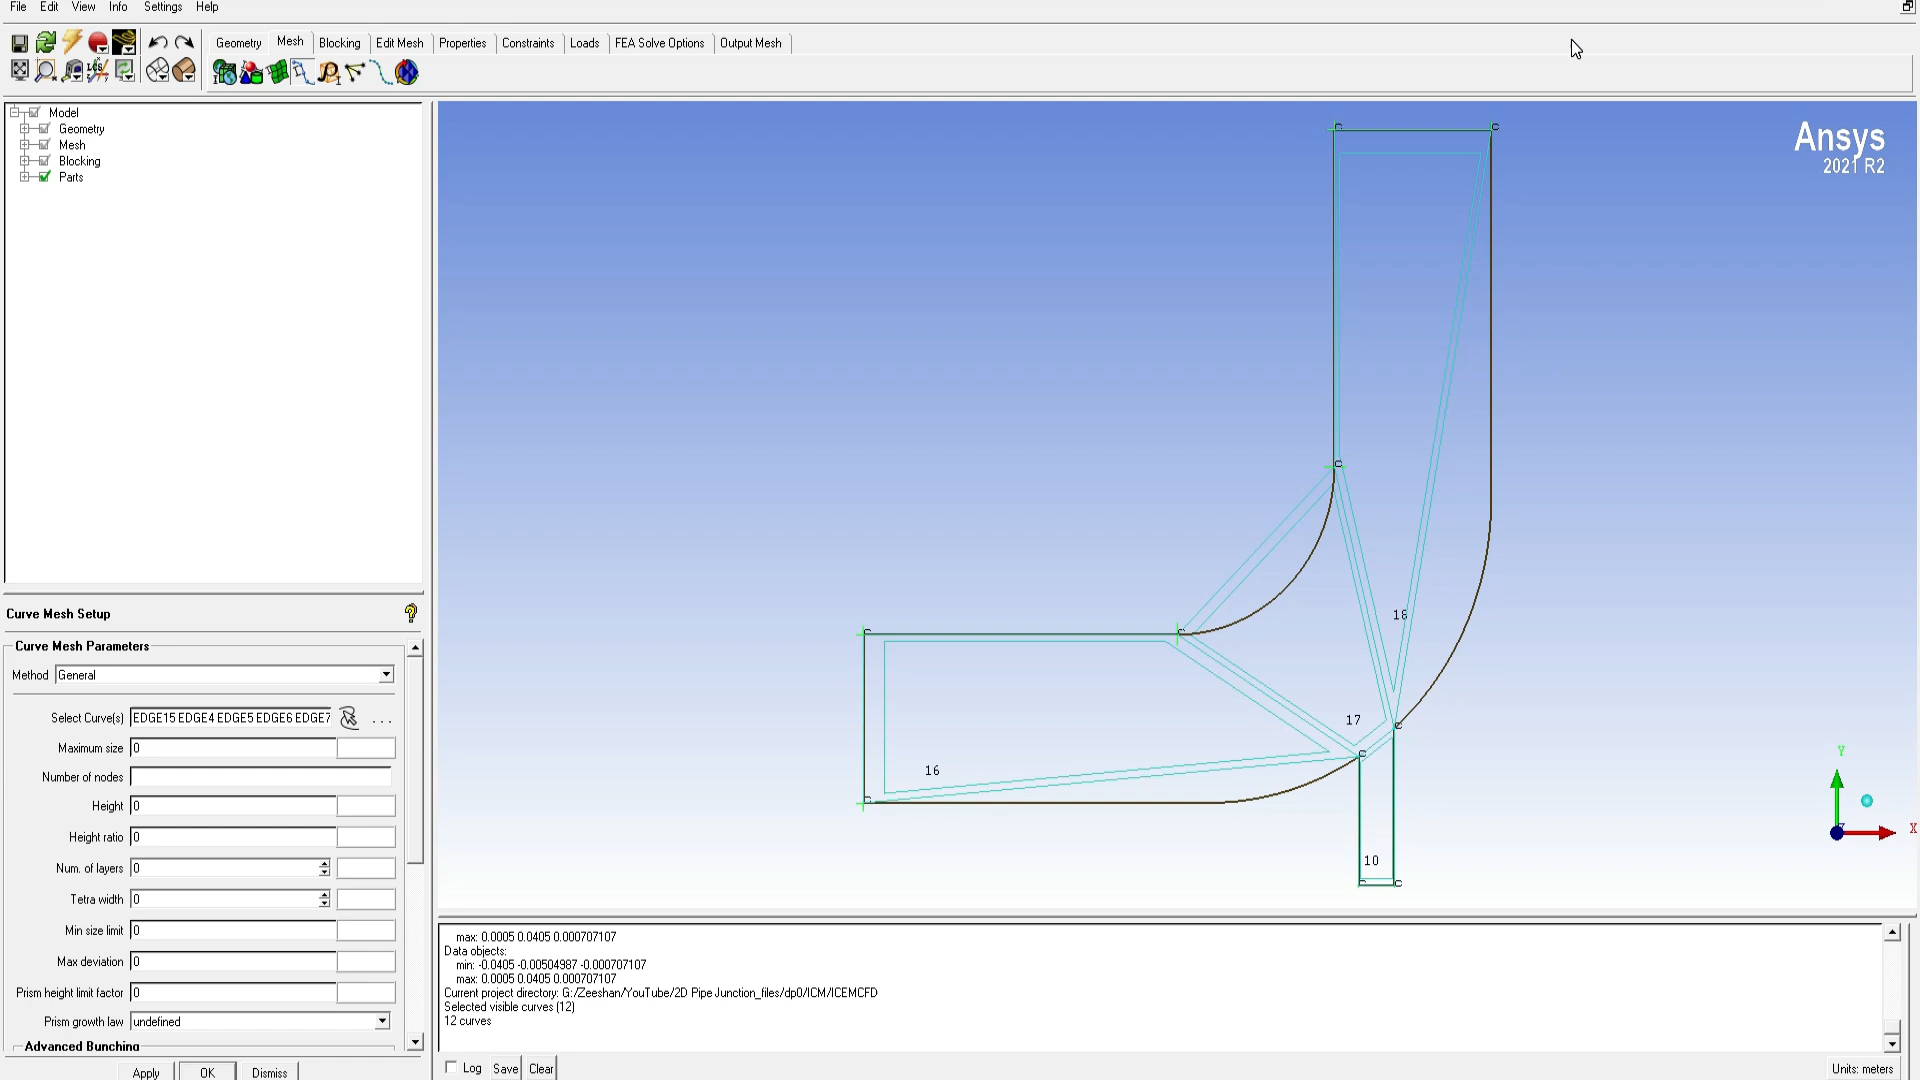 File Edit View Info Settings Help
Geometry Mesh Blocking Edit Mesh Properties Constraints Loads FEA Solve Options Output Mesh
LCS
Model
Geometry
Mesh
Blocking
Parts
Ansys
2021 R2
18
17
16
10
Y
X
Curve Mesh Setup
Curve Mesh Parameters
Method General
Select Curve(s) EDGE15 EDGE4 EDGE5 EDGE6 EDGE7 ...
Maximum size 0
Number of nodes
Height 0
Height ratio 0
Num. of layers 0
Tetra width 0
Min size limit 0
Max deviation 0
Prism height limit factor 0
Prism growth law undefined
Advanced Bunching
Apply OK Dismiss
max: 0.0005 0.0405 0.000707107
Data objects:
min: -0.0405 -0.00504987 -0.000707107
max: 0.0005 0.0405 0.000707107
Current project directory: G:/Zeeshan/YouTube/2D Pipe Junction_files/dp0/ICM/ICEMCFD
Selected visible curves (12)
12 curves
Log Save Clear
Units: meters